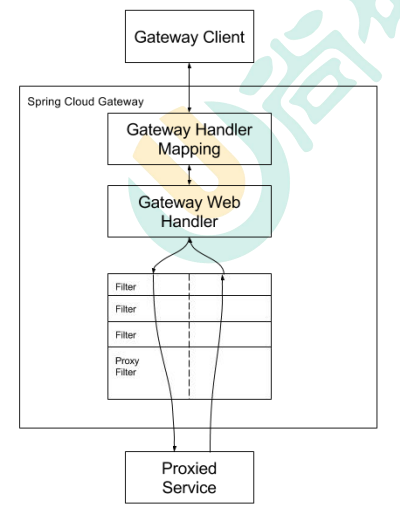 Gateway Client
Spring Cloud Gateway
Gateway Handler
Mapping
Gateway Web
Handler
Filter
Filter
Filter
Proxy
Filter
Proxied
Service